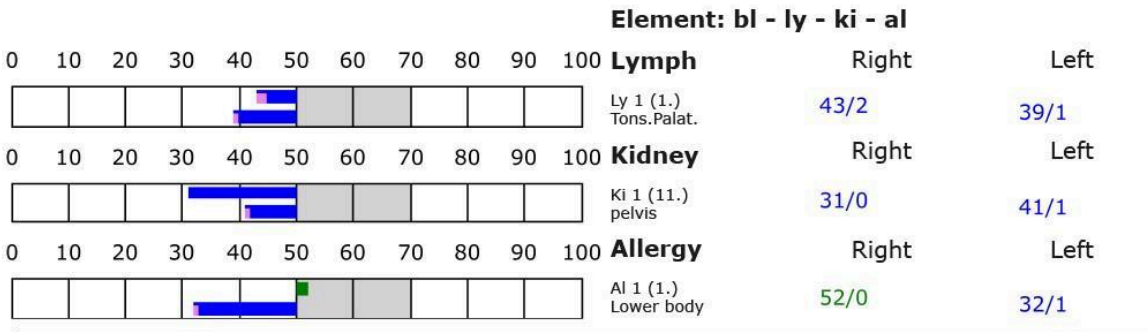 Element: bl - ly - ki - al
0 10 20 30 40 50 60 70 80 90 100 Lymph Right Left
Ly 1 (1.) 43/2 39/1
Tons.Palat.
0 10 20 30 40 50 60 70 80 90 100 Kidney Right Left
Ki 1 (11.) 31/0 41/1
pelvis
0 10 20 30 40 50 60 70 80 90 100 Allergy Right Left
Al 1 (1.) 52/0 32/1
Lower body